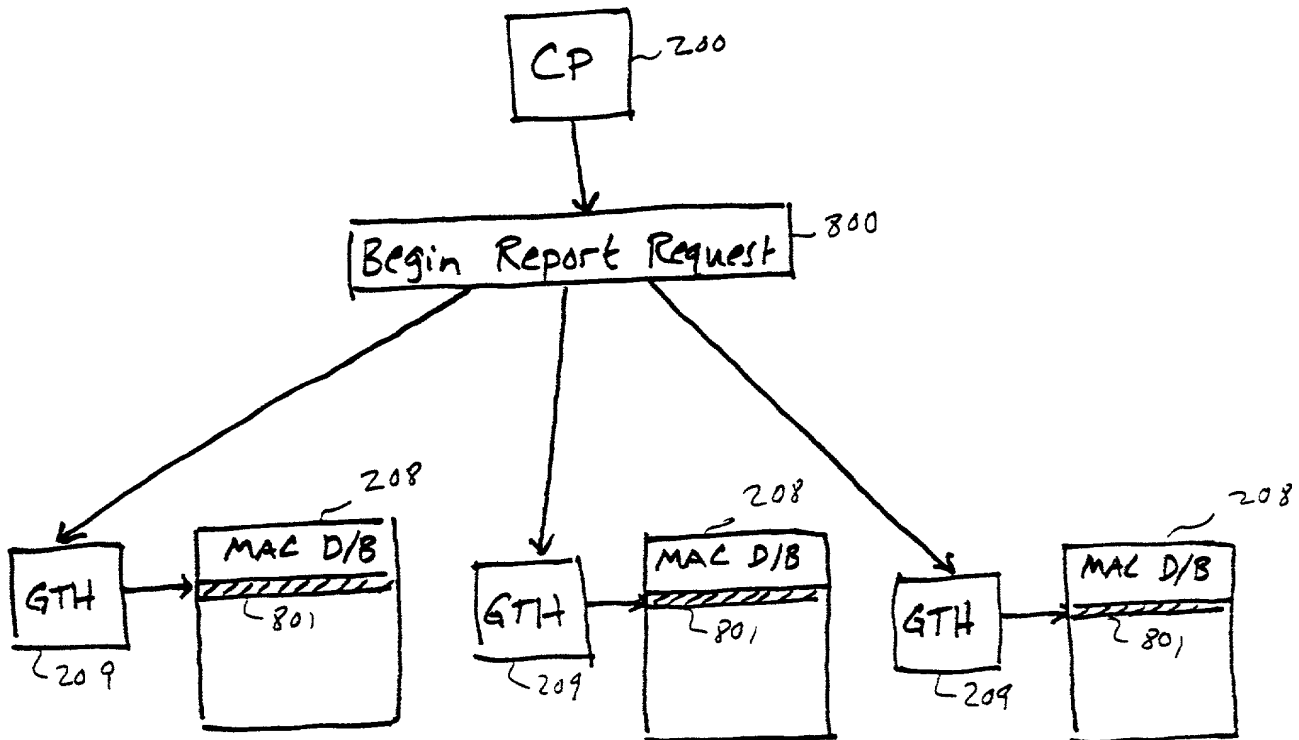 CP
200
Begin Report Request
800
208
208
208
MAC D/B
MAC D/B
MAC D/B
GTH
GTH
GTH
801
801
801
209
209
209